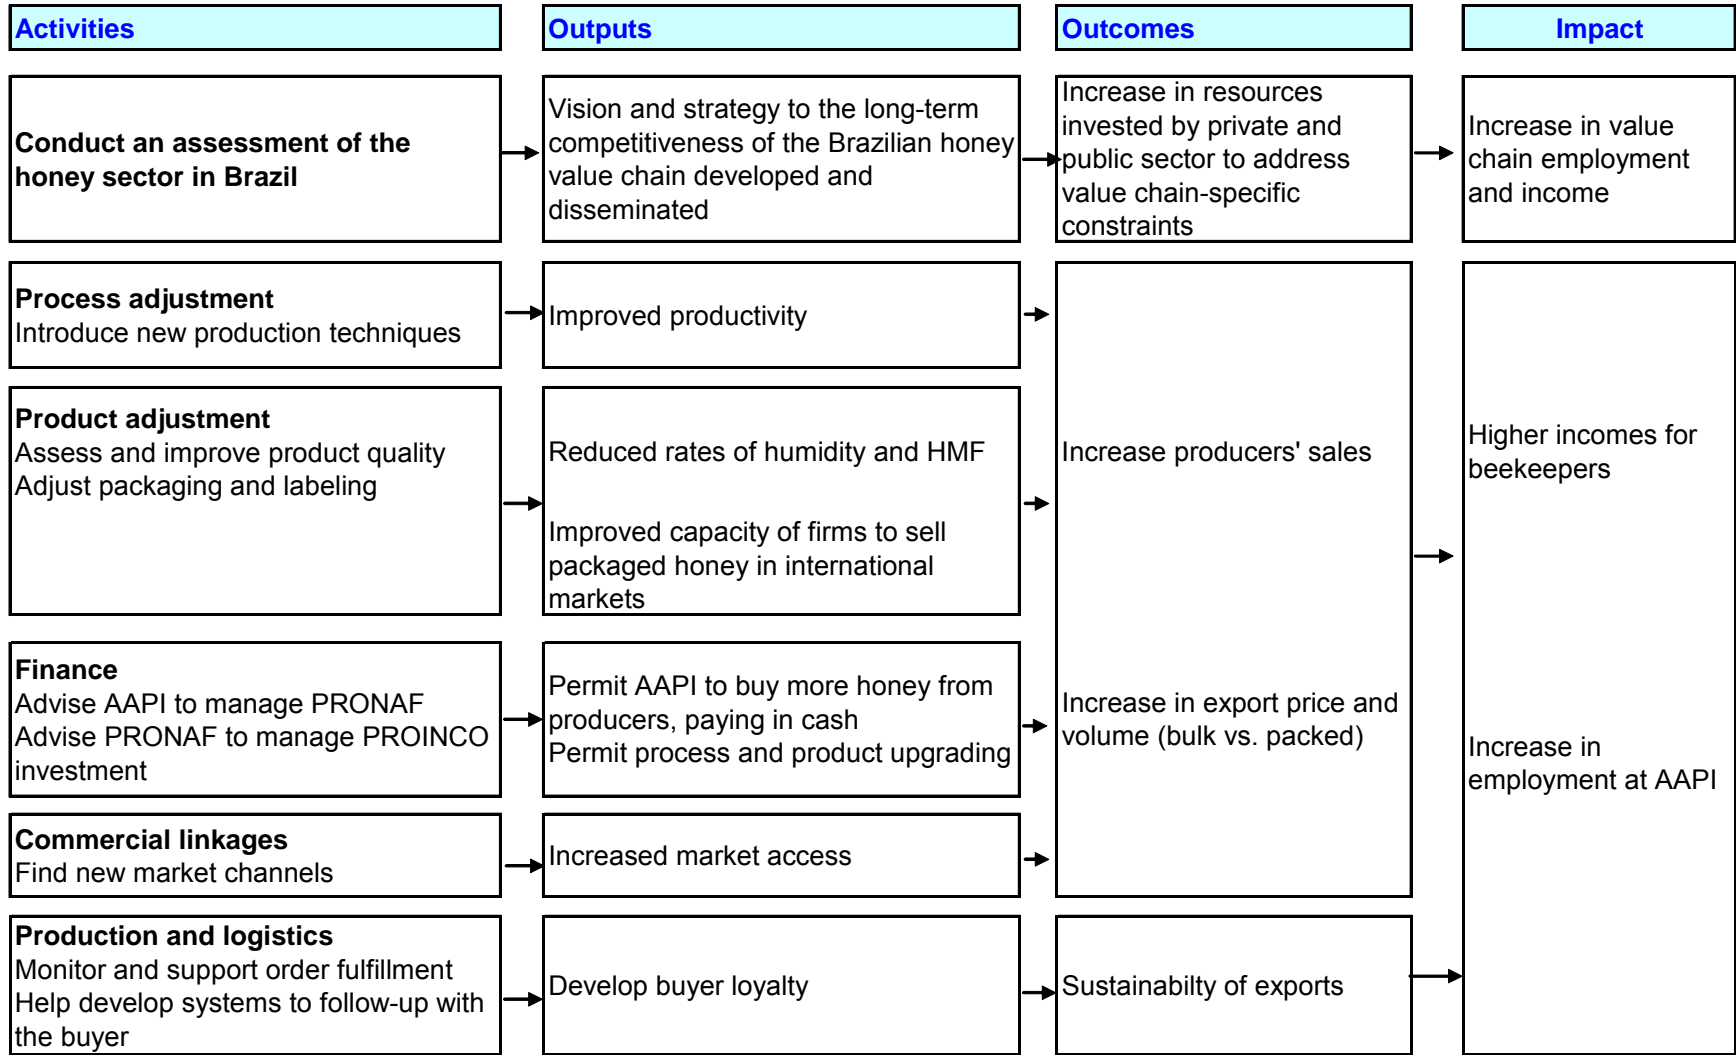 Activities
Outputs
Outcomes
Impact
Conduct an assessment of the
honey sector in Brazil
Vision and strategy to the long-term
competitiveness of the Brazilian honey
value chain developed and
disseminated
Increase in resources
invested by private and
public sector to address
value chain-specific
constraints
Increase in value
chain employment
and income
Process adjustment
Introduce new production techniques
Improved productivity
Product adjustment
Assess and improve product quality
Adjust packaging and labeling
Reduced rates of humidity and HMF
Improved capacity of firms to sell
packaged honey in international
markets
Finance
Advise AAPI to manage PRONAF
Advise PRONAF to manage PROINCO
investment
Permit AAPI to buy more honey from
producers, paying in cash
Permit process and product upgrading
Commercial linkages
Find new market channels
Increased market access
Increase producers' sales
Increase in export price and
volume (bulk vs. packed)
Higher incomes for
beekeepers
Increase in
employment at AAPI
Production and logistics
Monitor and support order fulfillment
Help develop systems to follow-up with
the buyer
Develop buyer loyalty
Sustainabilty of exports